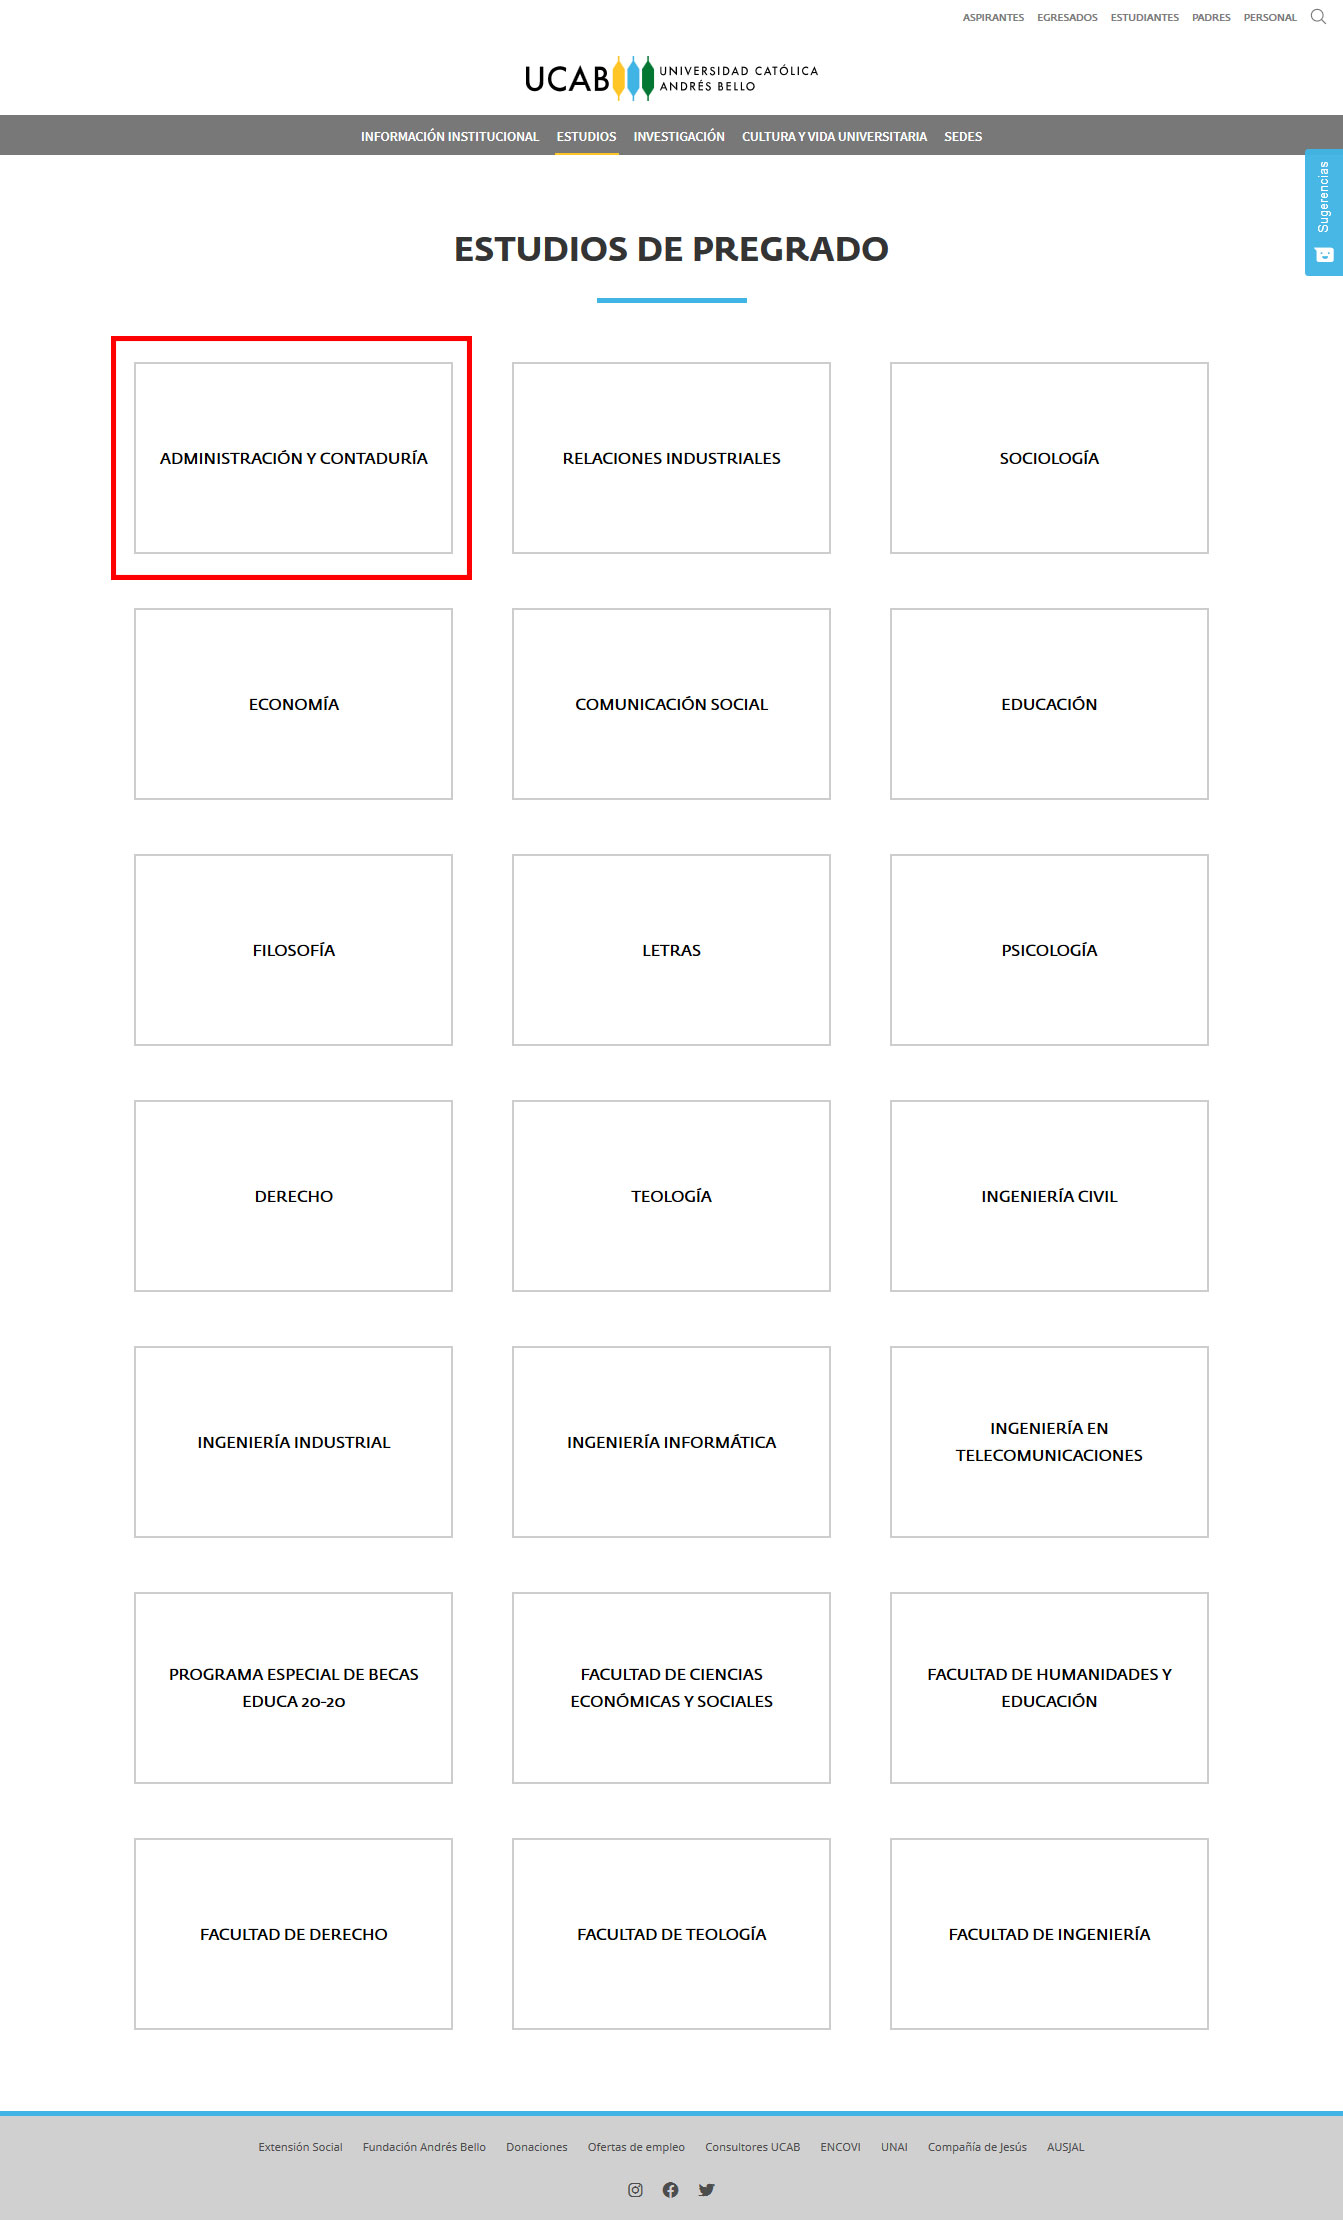 ASPIRANTES EGRESADOS ESTUDIANTES PADRES PERSONAL
UCAB UNIVERSIDAD CATÓLICA
ANDRÉS BELLO
INFORMACIÓN INSTITUCIONAL ESTUDIOS INVESTIGACIÓN CULTURA Y VIDA UNIVERSITARIA SEDES
Sugerencias
ESTUDIOS DE PREGRADO
ADMINISTRACIÓN Y CONTADURÍA
RELACIONES INDUSTRIALES
SOCIOLOGÍA
ECONOMÍA
COMUNICACIÓN SOCIAL
EDUCACIÓN
FILOSOFÍA
LETRAS
PSICOLOGÍA
DERECHO
TEOLOGÍA
INGENIERÍA CIVIL
INGENIERÍA INDUSTRIAL
INGENIERÍA INFORMÁTICA
INGENIERÍA EN
TELECOMUNICACIONES
PROGRAMA ESPECIAL DE BECAS
EDUCA 20-20
FACULTAD DE CIENCIAS
ECONÓMICAS Y SOCIALES
FACULTAD DE HUMANIDADES Y
EDUCACIÓN
FACULTAD DE DERECHO
FACULTAD DE TEOLOGÍA
FACULTAD DE INGENIERÍA
Extensión Social Fundación Andrés Bello Donaciones Ofertas de empleo Consultores UCAB ENCOVI UNAI Compañía de Jesús AUSJAL